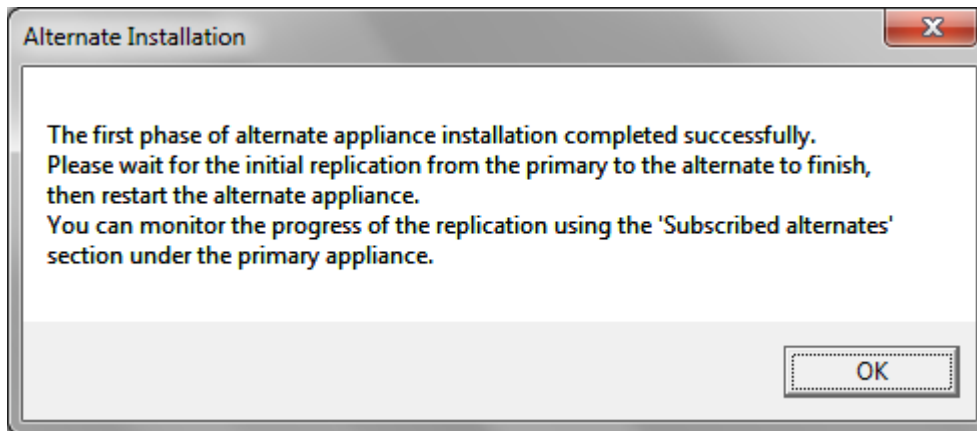 Alternate Installation
The first phase of alternate appliance installation completed successfully.
Please wait for the initial replication from the primary to the alternate to finish,
then restart the alternate appliance.
You can monitor the progress of the replication using the 'Subscribed alternates'
section under the primary appliance.
OK